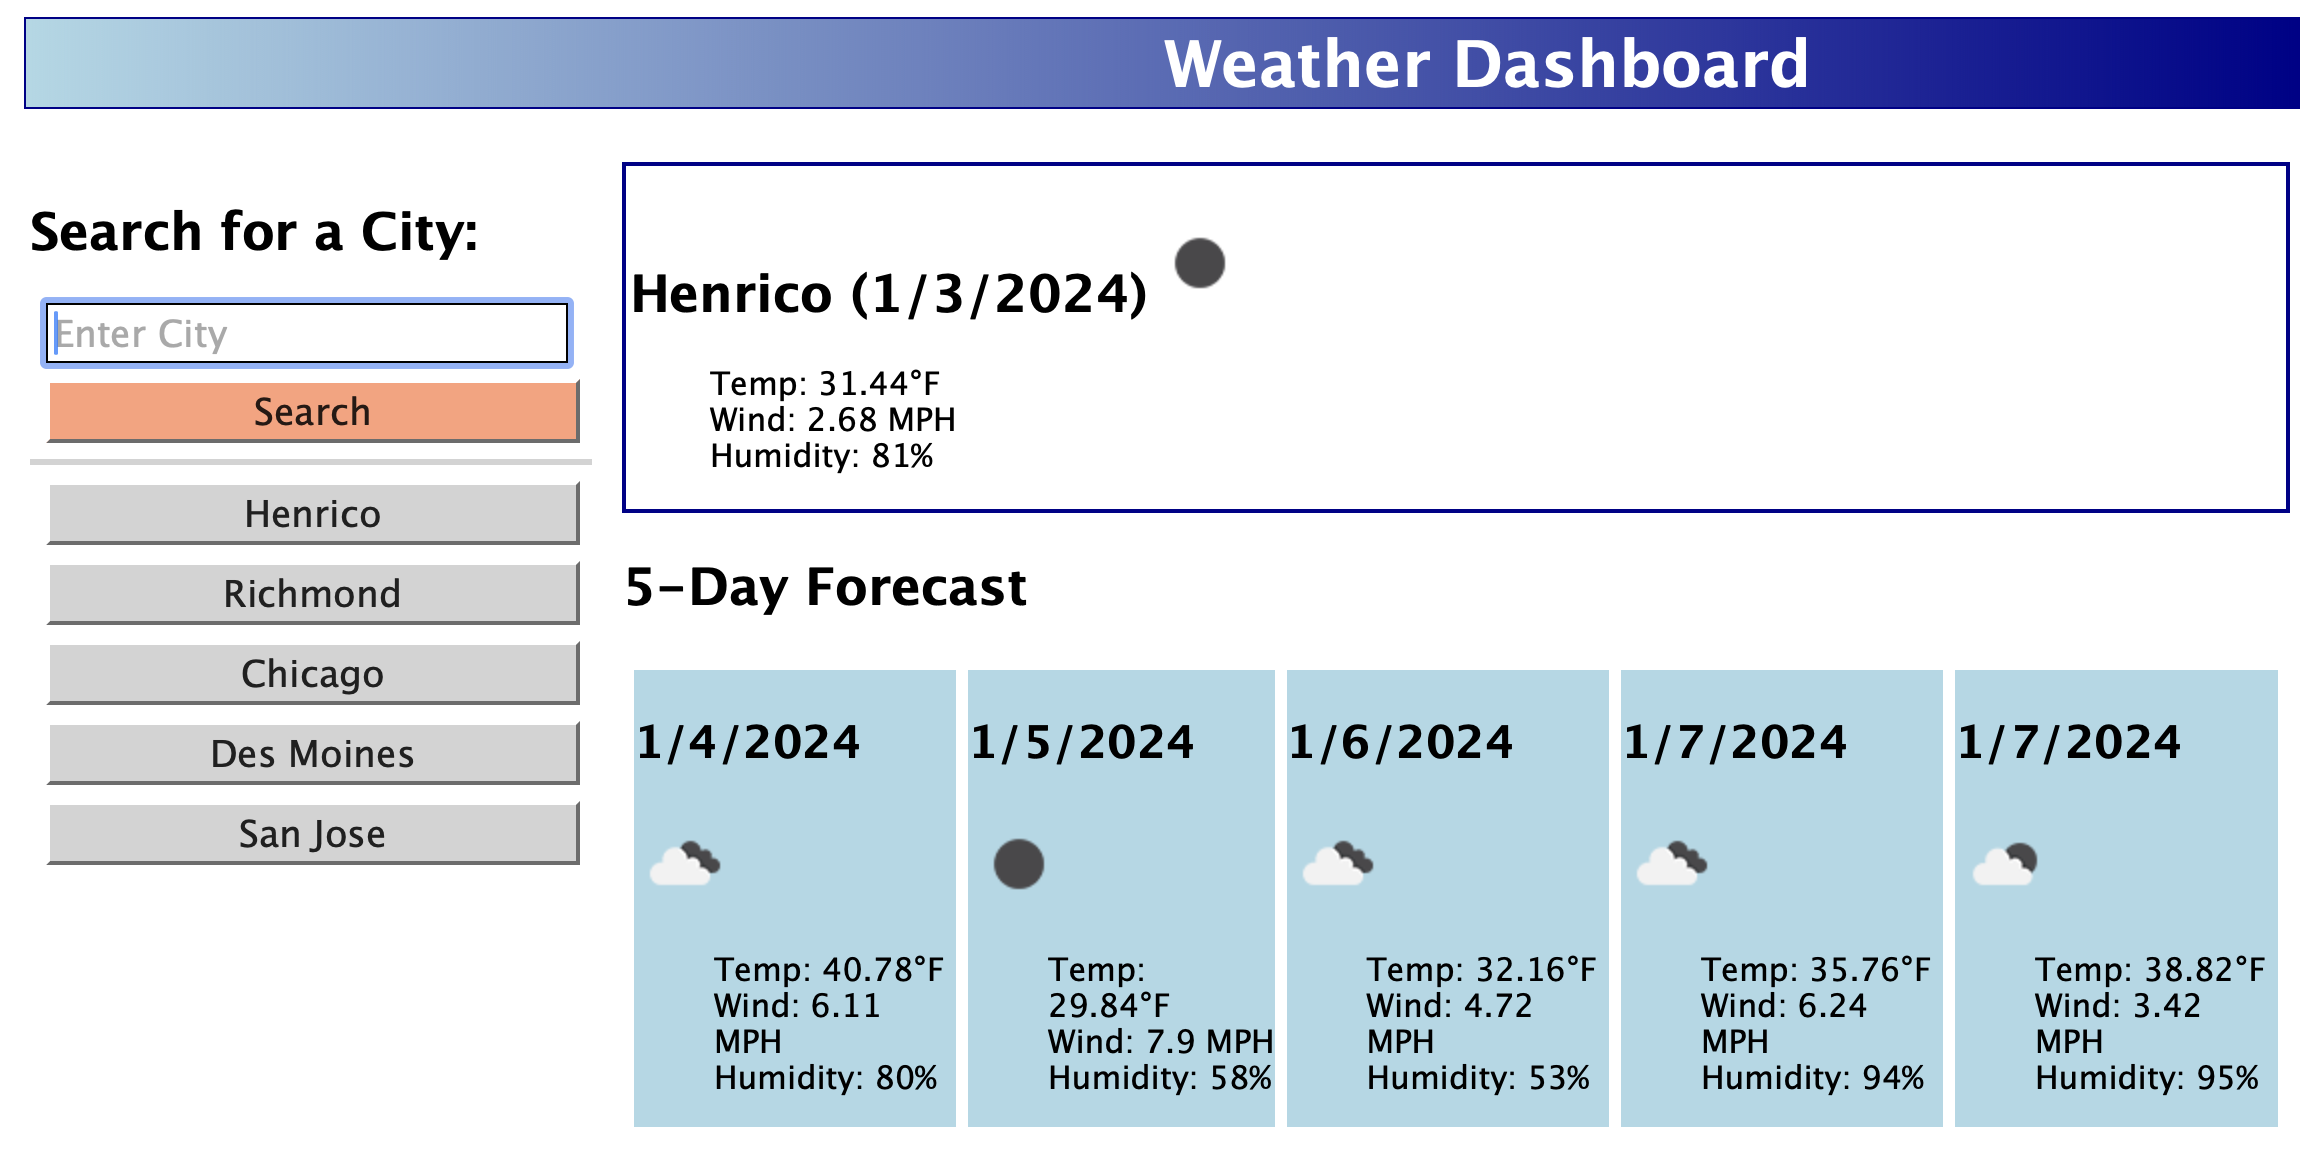 Weather Dashboard
Search for a City:
Enter City
Search
Henrico
Richmond
Chicago
Des Moines
San Jose
Henrico (1/3/2024)
Temp: 31.44°F
Wind: 2.68 MPH
Humidity: 81%
5-Day Forecast
1/4/2024
Temp: 40.78°F
Wind: 6.11
MPH
Humidity: 80%
1/5/2024
Temp:
29.84°F
Wind: 7.9 MPH
Humidity: 58%
1/6/2024
Temp: 32.16°F
Wind: 4.72
MPH
Humidity: 53%
1/7/2024
Temp: 35.76°F
Wind: 6.24
MPH
Humidity: 94%
1/7/2024
Temp: 38.82°F
Wind: 3.42
MPH
Humidity: 95%